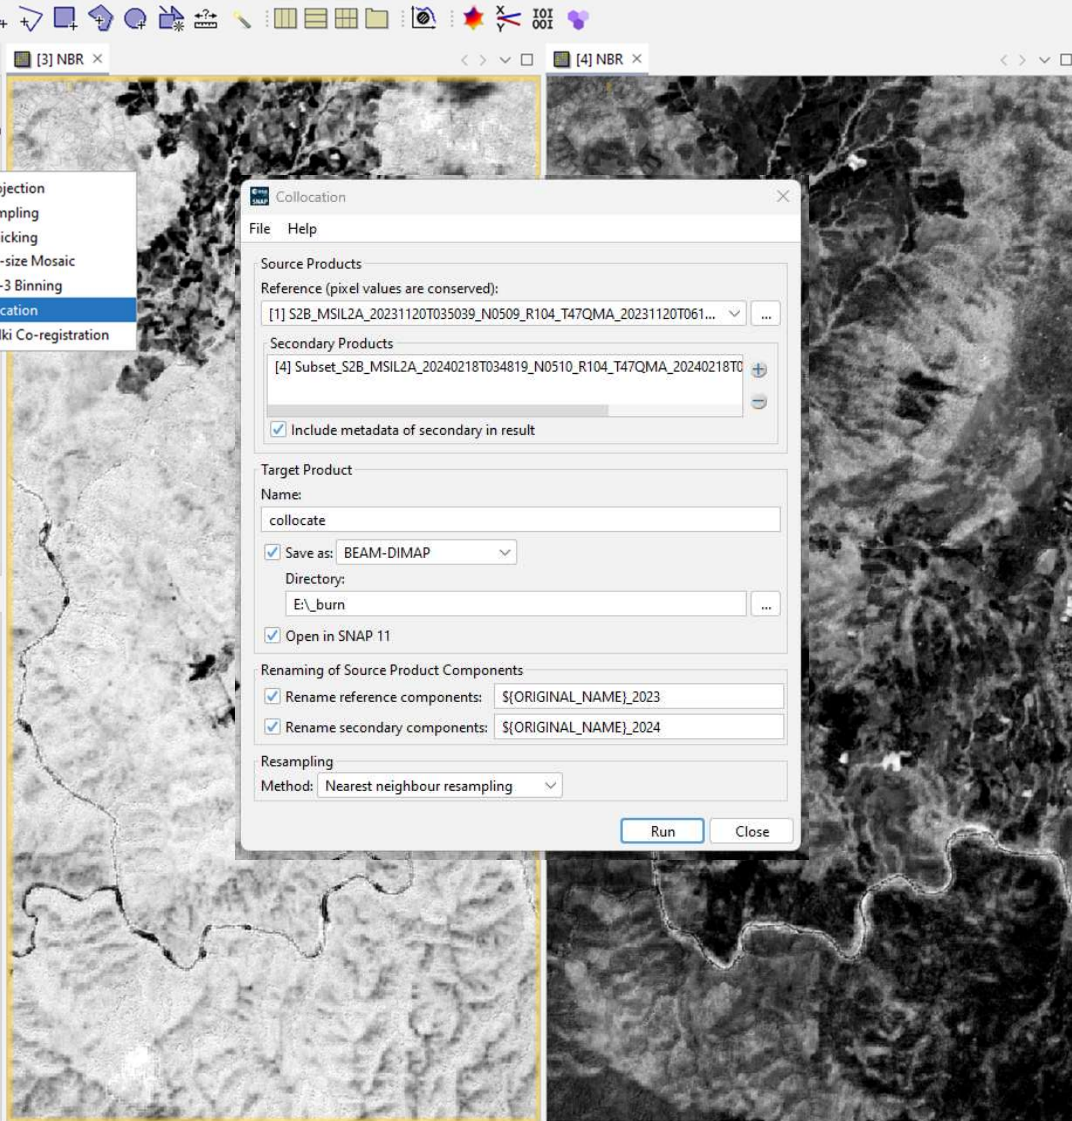 X
Y
IOI
OOI
[3] NBR
[4] NBR
jection
mpling
icking
-size Mosaic
-3 Binning
cation
lki Co-registration
SNAP
Collocation
File Help
Source Products
Reference (pixel values are conserved):
[1] S2B_MSIL2A_20231120T035039_N0509_R104_T47QMA_20231120T061...
...
Secondary Products
[4] Subset_S2B_MSIL2A_20240218T034819_N0510_R104_T47QMA_20240218T0
Include metadata of secondary in result
Target Product
Name:
collocate
Save as: BEAM-DIMAP
Directory:
E:\_burn
...
Open in SNAP 11
Renaming of Source Product Components
Rename reference components: ${ORIGINAL_NAME}_2023
Rename secondary components: ${ORIGINAL_NAME}_2024
Resampling
Method: Nearest neighbour resampling
Run Close